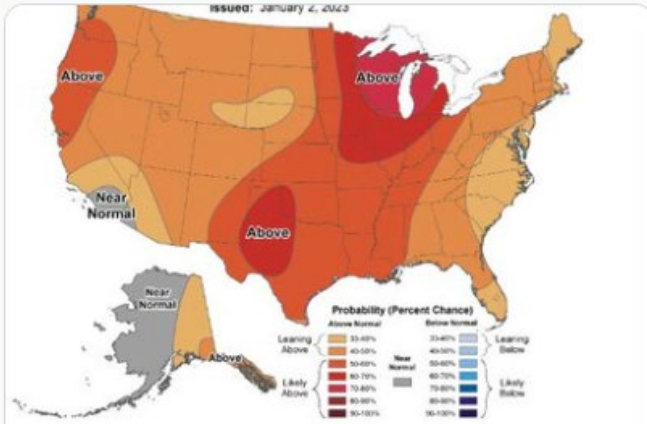 Issued: January 2, 2023
Above
Above
Near
Normal
Above
Near
Normal
Above
Probability (Percent Chance)
Above Normal Below Normal
Leaning
Above
33-40%
40-50%
Likely
Above
50-60%
60-70%
70-80%
80-90%
90-100%
Near
Normal
33-40%
40-50%
Leaning
Below
50-60%
60-70%
70-80%
80-90%
90-100%
Likely
Below